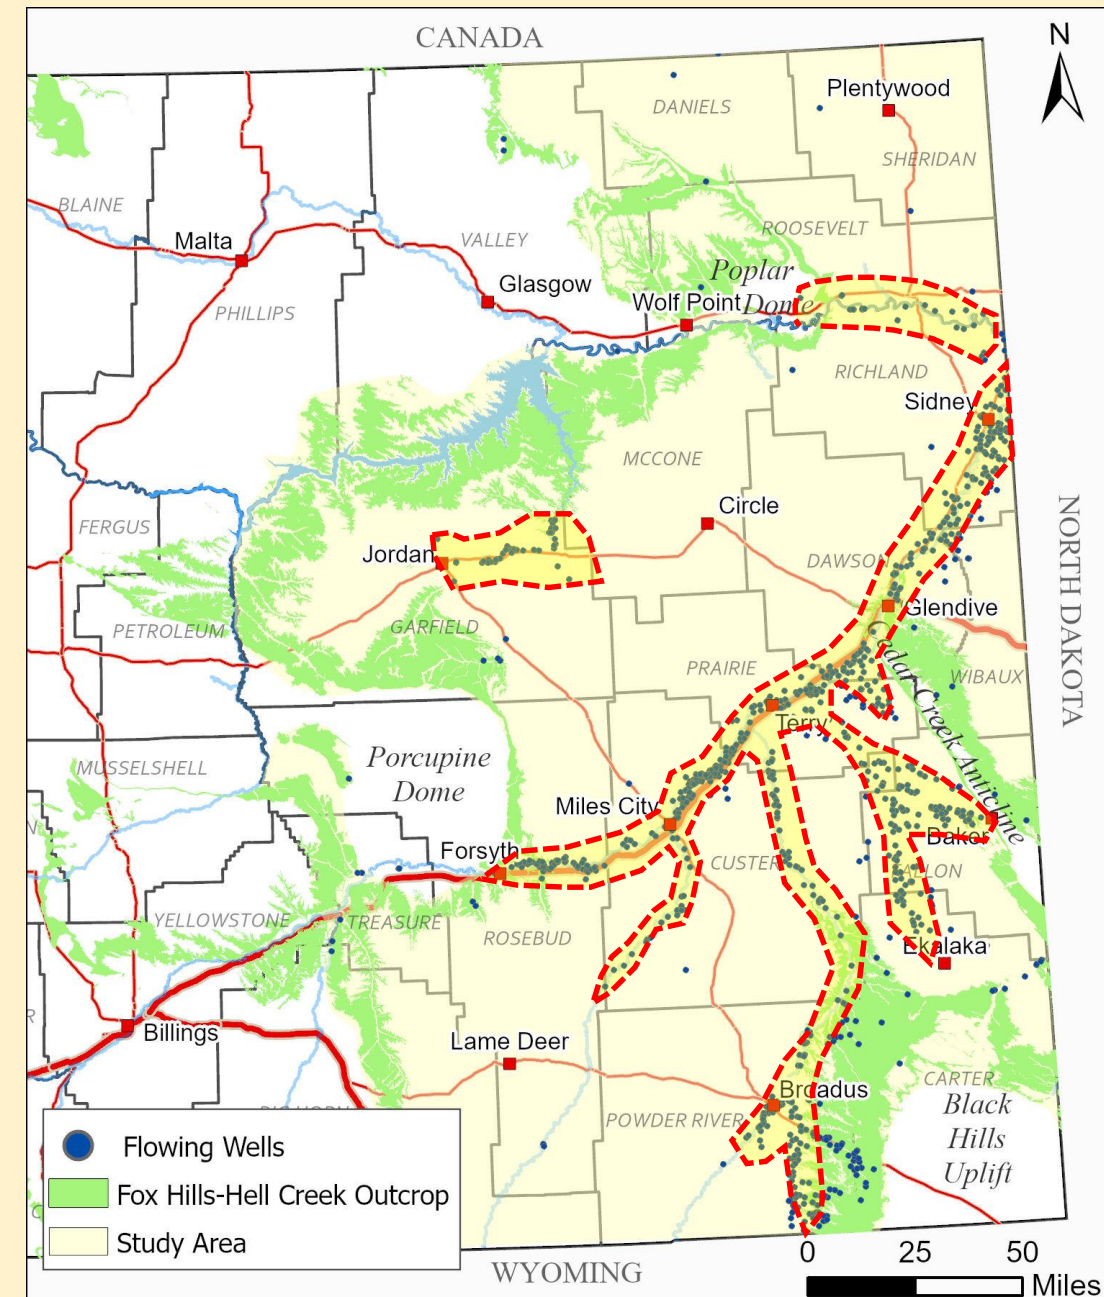 CANADA
N
Plentywood
DANIELS
SHERIDAN
BLAINE
Malta
VALLEY
ROOSEVELT
Poplar
Dome
Glasgow
Wolf Point
PHILLIPS
RICHLAND
Sidney
MCCONE
Circle
FERGUS
Jordan
DAWSON
NORTH DAKOTA
Glendive
PETROLEUM
GARFIELD
PRAIRIE
WIBAUX
Cedar Creek Anticline
Terry
MUSSELSHELL
Porcupine
Dome
Miles City
Baker
Forsyth
CUSTER
FALLON
YELLOWSTONE
TREASURE
ROSEBUD
Ekalaka
Billings
Lame Deer
CARTER
Broadus
POWDER RIVER
Black
Hills
Uplift
Flowing Wells
Fox Hills-Hell Creek Outcrop
Study Area
WYOMING
0 25 50
Miles